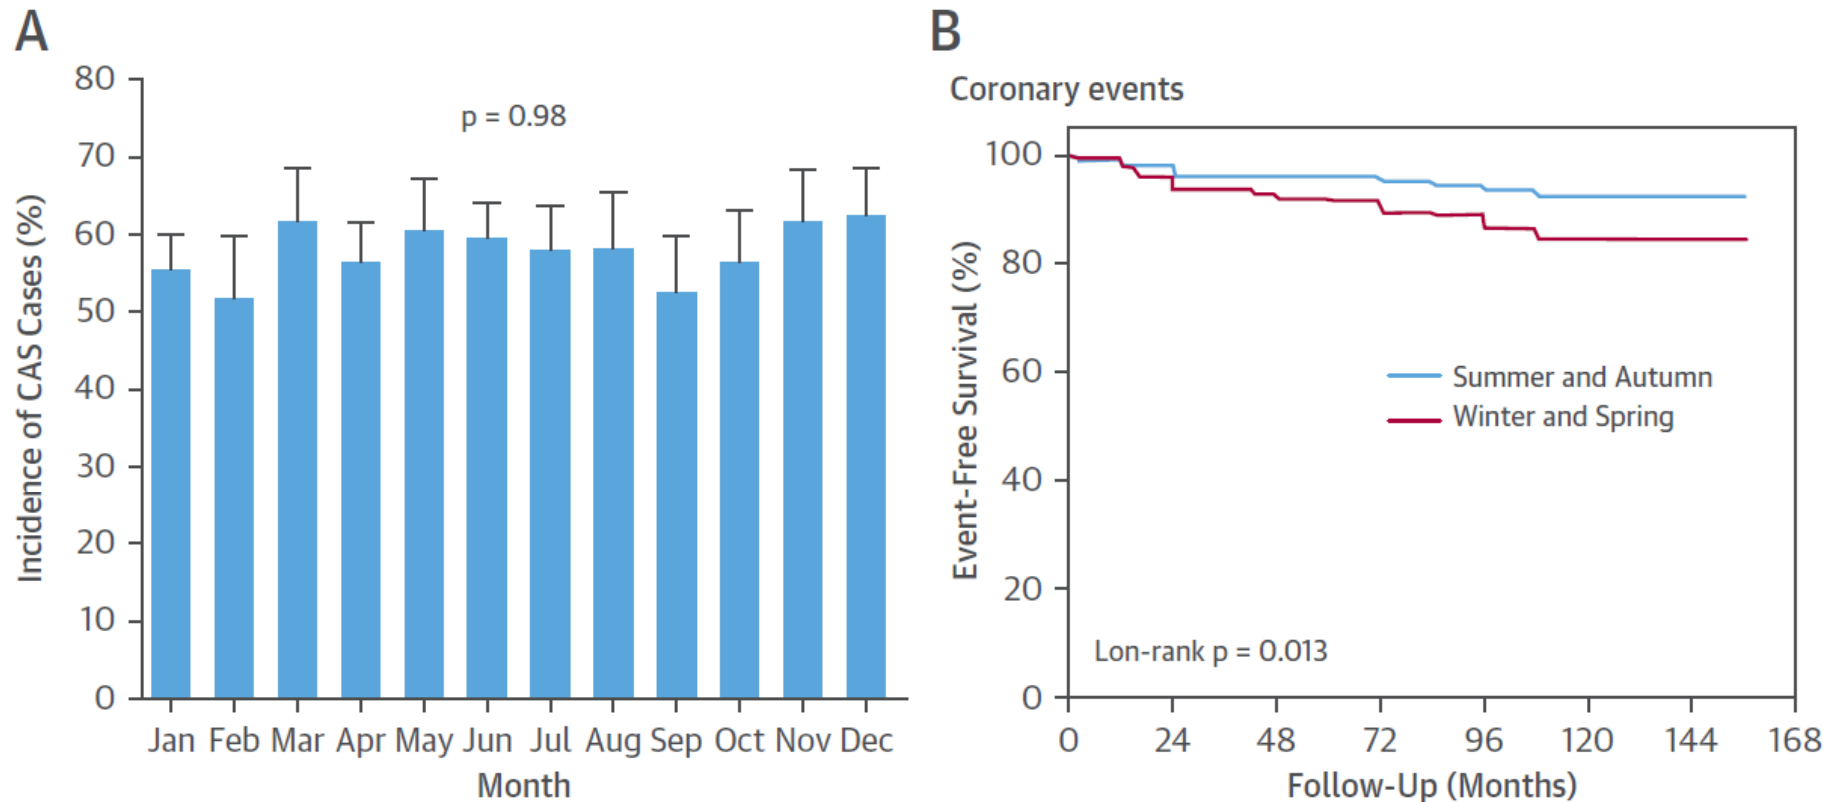 A
80
70
60
50
40
30
20
10
0
Incidence of CAS Cases (%)
p = 0.98
Jan Feb Mar Apr May Jun Jul Aug Sep Oct Nov Dec
Month
B
Coronary events
100
80
60
40
20
0
Event-Free Survival (%)
Summer and Autumn
Winter and Spring
Lon-rank p = 0.013
0 24 48 72 96 120 144 168
Follow-Up (Months)